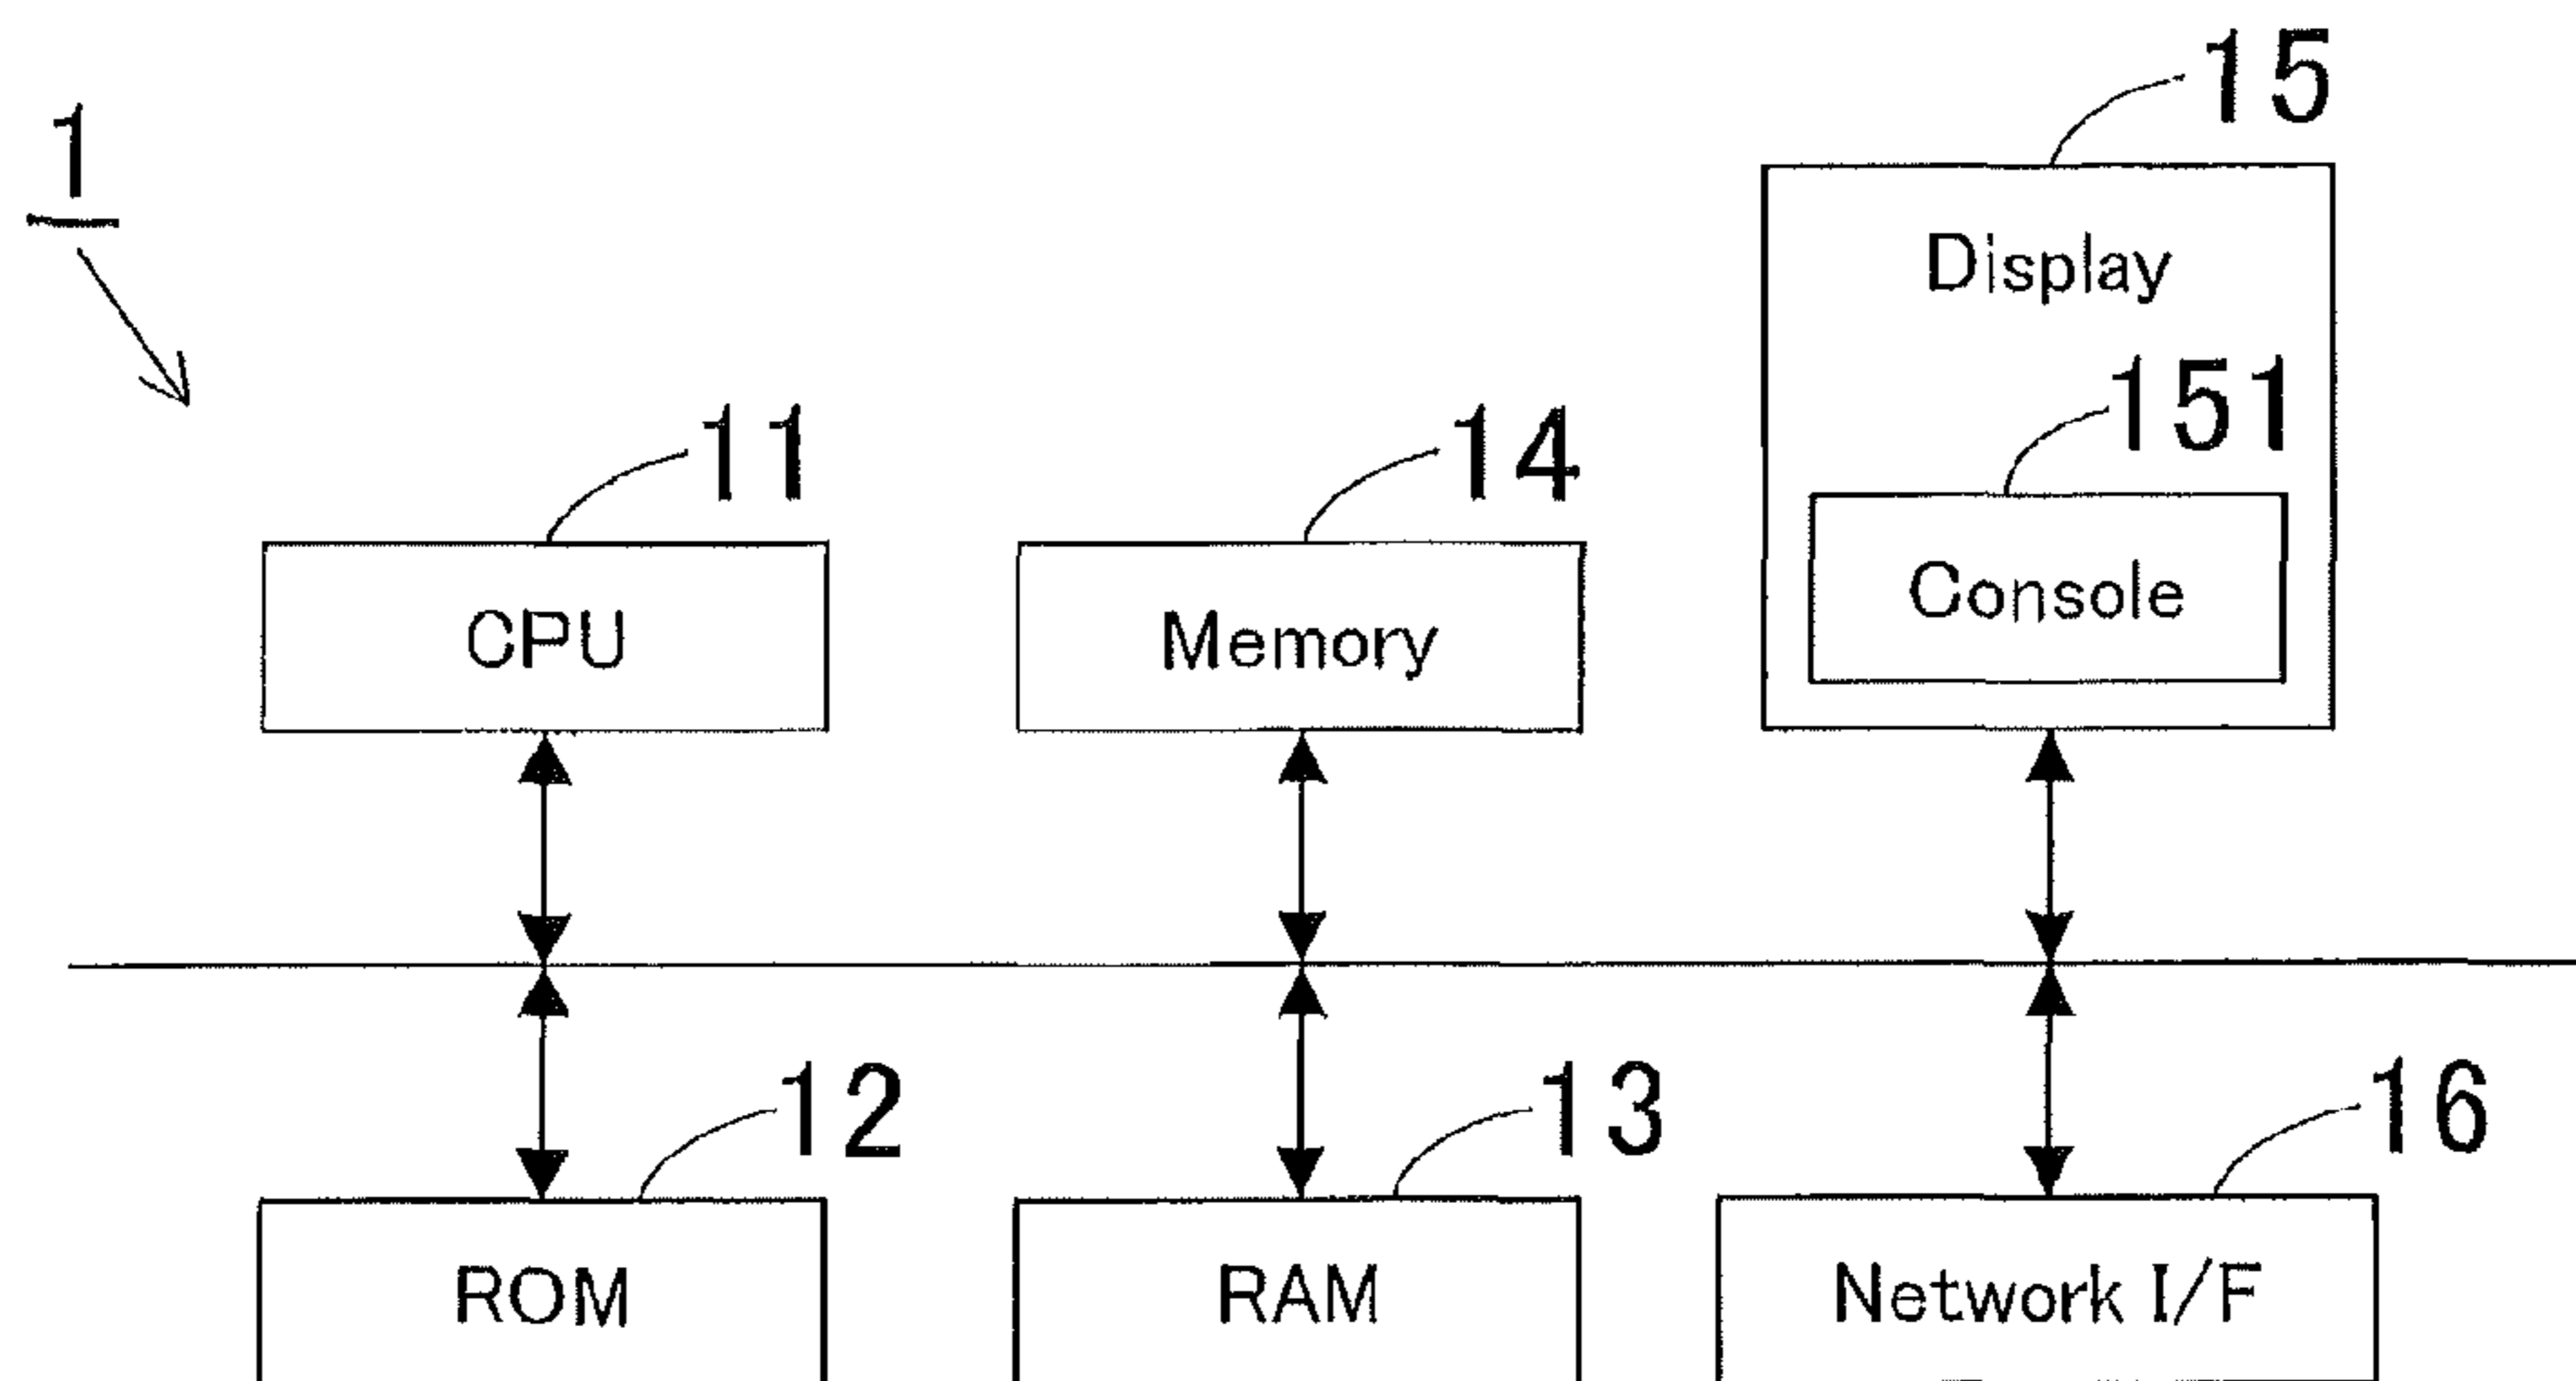 15
1
Display
151
11
14
Console
CPU
Memory
12
13
16
ROM
RAM
Network I/F